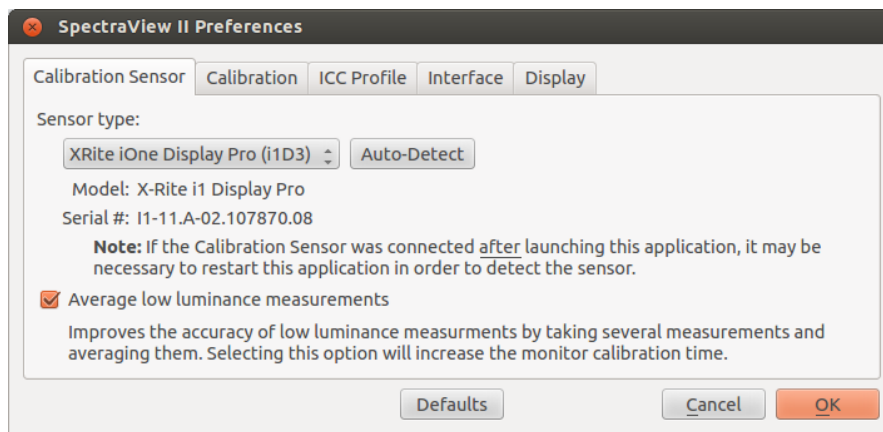 SpectraView II Preferences
Calibration Sensor Calibration ICC Profile Interface Display
Sensor type:
XRite iOne Display Pro (i1D3) Auto-Detect
Model: X-Rite i1 Display Pro
Serial #: I1-11.A-02.107870.08
Note: If the Calibration Sensor was connected after launching this application, it may be
necessary to restart this application in order to detect the sensor.
Average low luminance measurements
Improves the accuracy of low luminance measurments by taking several measurements and
averaging them. Selecting this option will increase the monitor calibration time.
Defaults Cancel OK